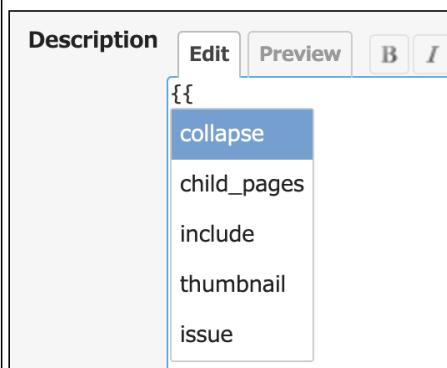 Description Edit Preview B I
{{
collapse
child_pages
include
thumbnail
issue